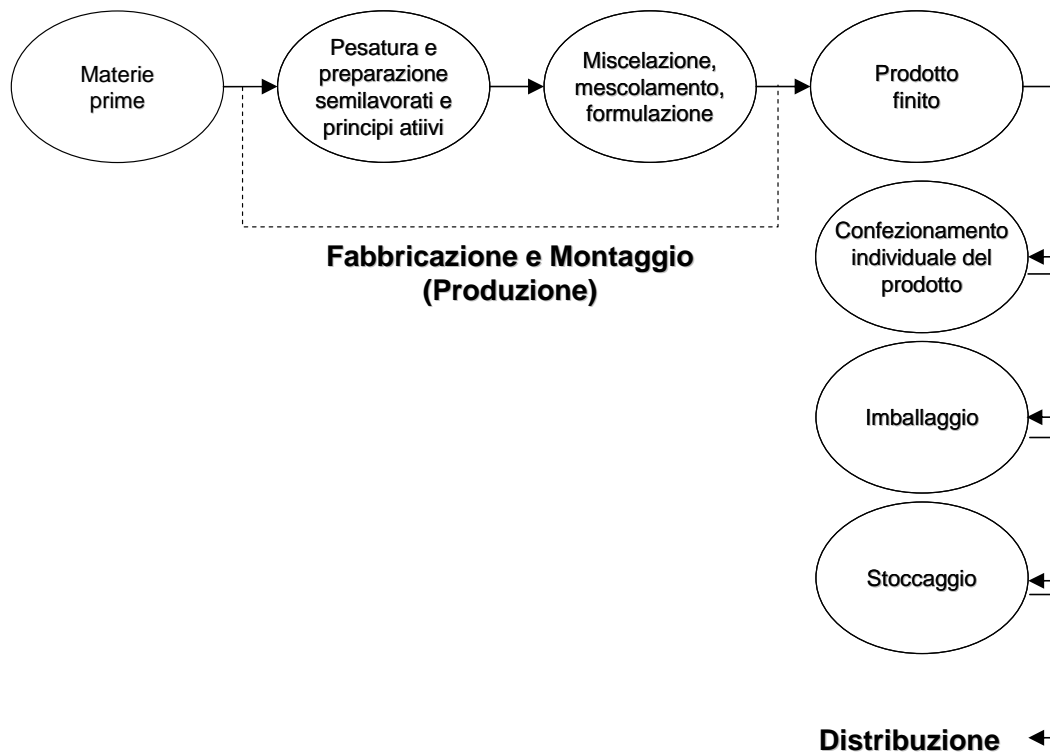 Materie
prime
Pesatura e
preparazione
semilavorati e
principi atiivi
Miscelazione,
mescolamento,
formulazione
Prodotto
finito
Fabbricazione e Montaggio
(Produzione)
Confezionamento
individuale del
prodotto
Imballaggio
Stoccaggio
Distribuzione